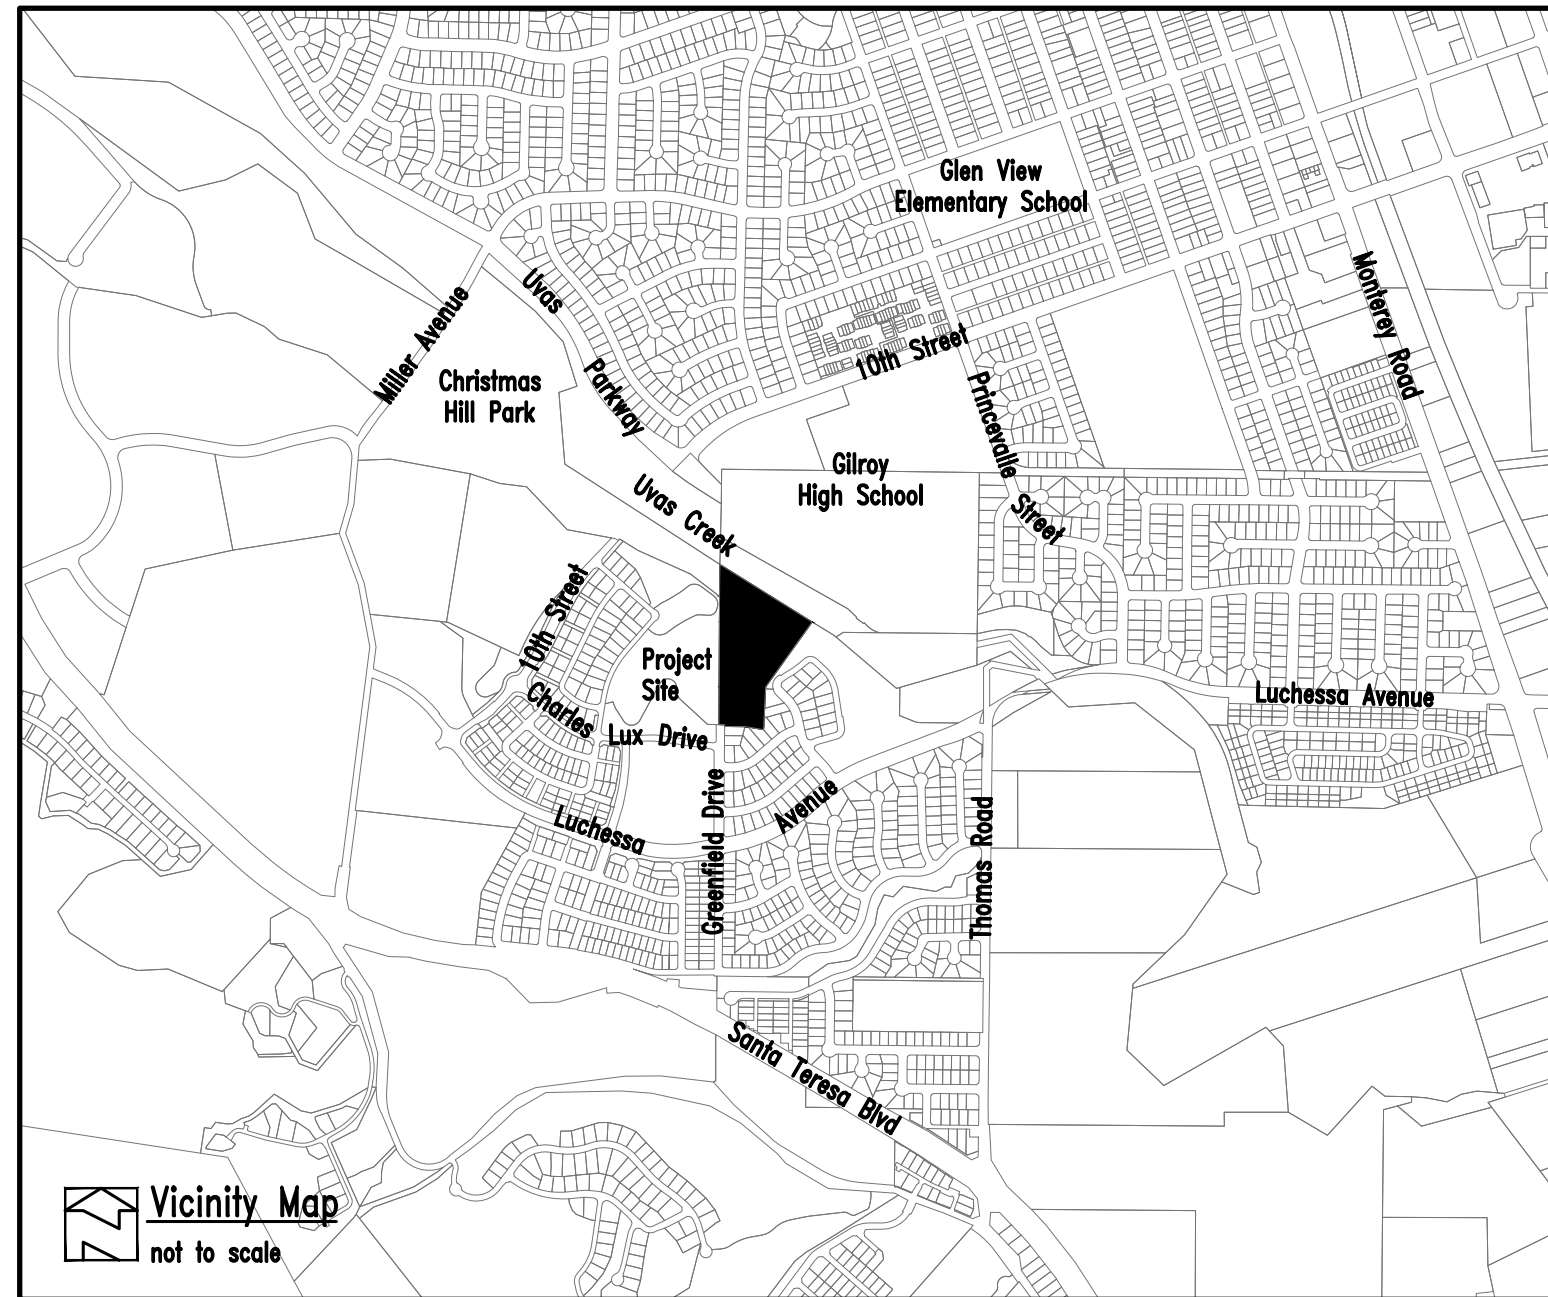 Glen View
Elementary School
Monterey Road
Uvas
Parkway
Miller Avenue
10th Street
Christmas
Hill Park
Princevalle
Street
Gilroy
High School
Uvas Creek
10th Street
Project
Site
Charles
Lux Drive
Luchessa Avenue
Luchessa
Avenue
Greenfield Drive
Thomas Road
Santa Teresa Blvd
Vicinity Map
not to scale